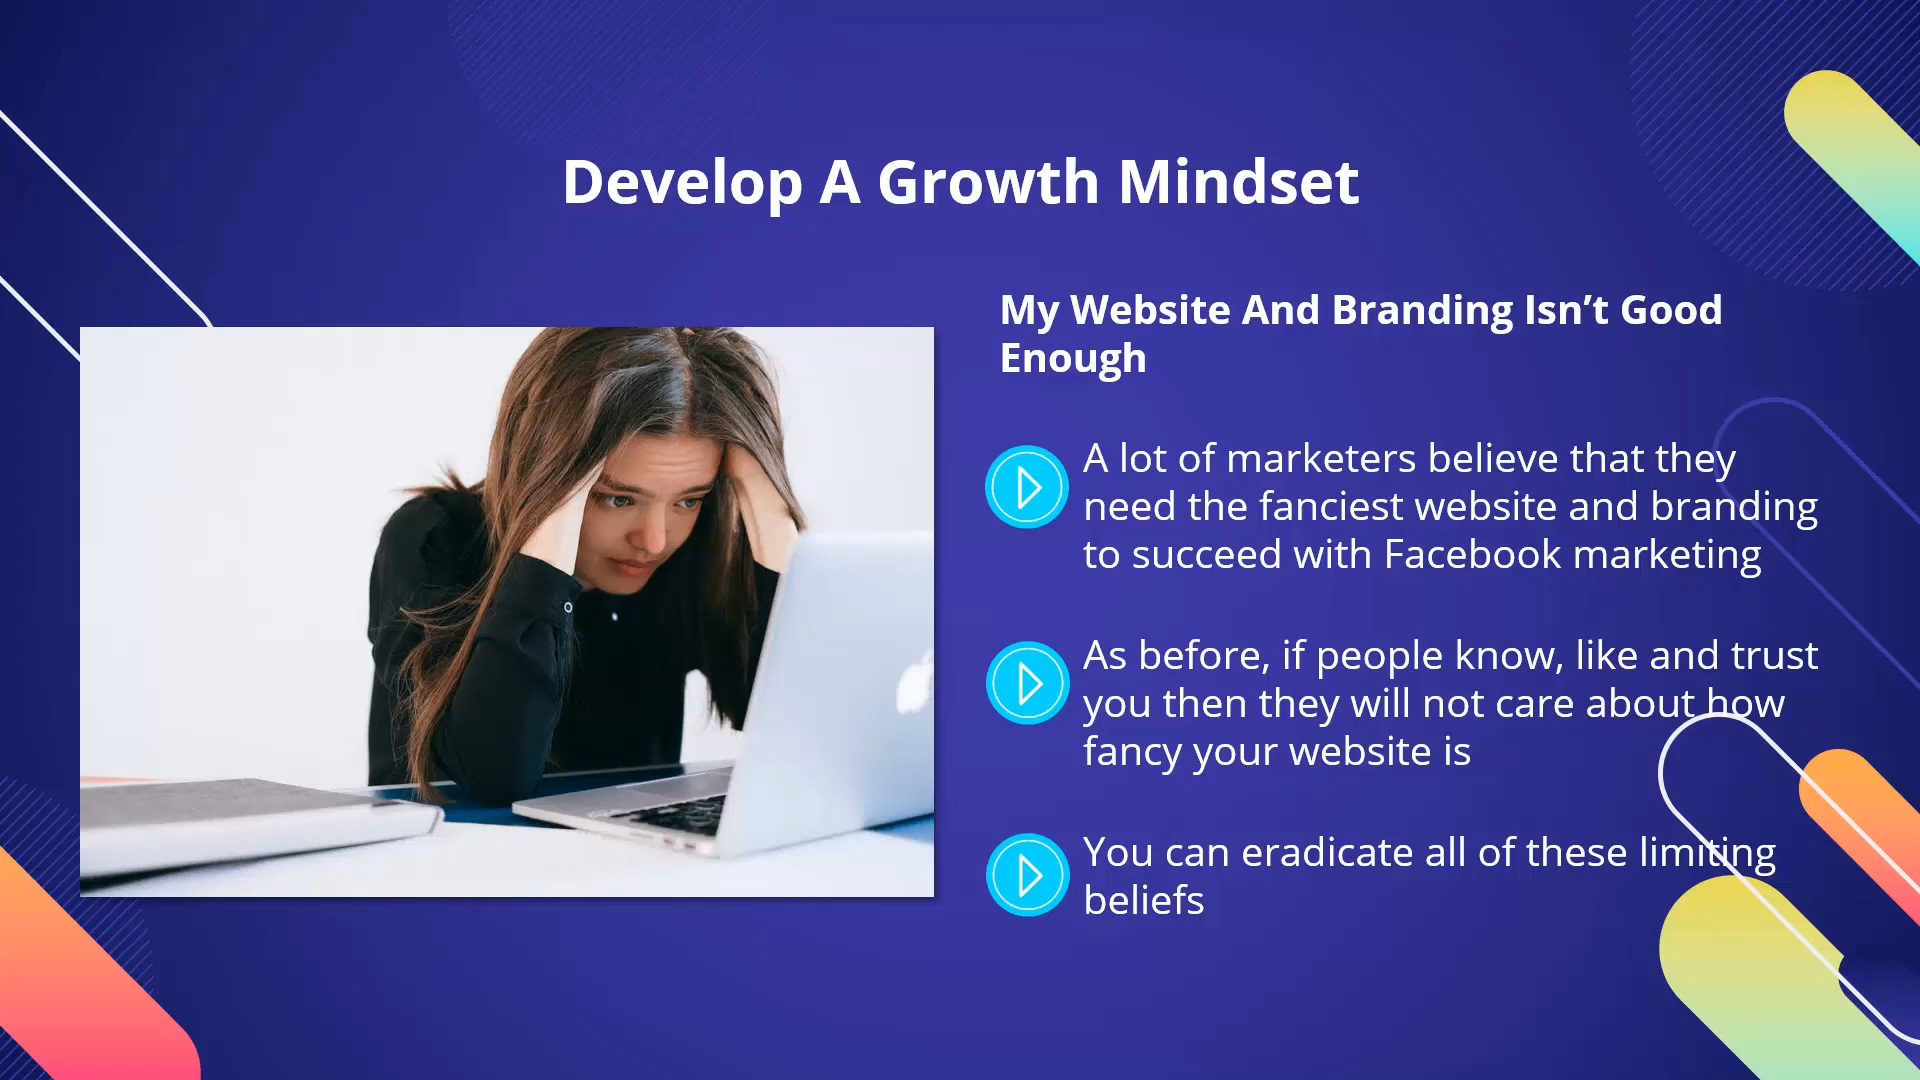 Develop A Growth Mindset
My Website And Branding Isn’t Good
Enough
A lot of marketers believe that they
need the fanciest website and branding
to succeed with Facebook marketing
As before, if people know, like and trust
you then they will not care about how
fancy your website is
You can eradicate all of these limiting
beliefs